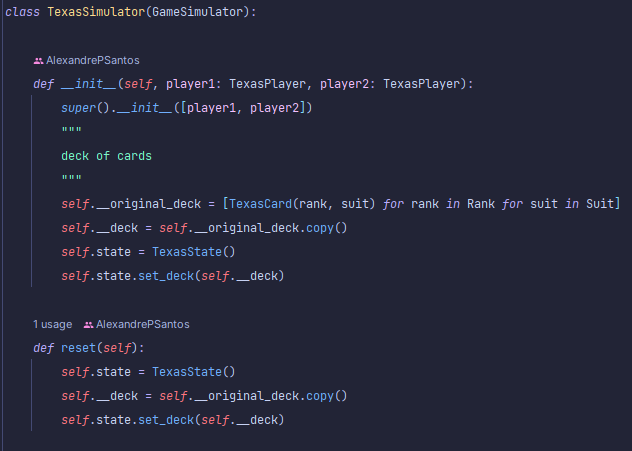 class TexasSimulator(GameSimulator):
AlexandrePSantos
def __init__(self, player1: TexasPlayer, player2: TexasPlayer):
super().__init__([player1, player2])
"""
deck of cards
"""
self.__original_deck = [TexasCard(rank, suit) for rank in Rank for suit in Suit]
self.__deck = self.__original_deck.copy()
self.state = TexasState()
self.state.set_deck(self.__deck)
1 usage AlexandrePSantos
def reset(self):
self.state = TexasState()
self.__deck = self.__original_deck.copy()
self.state.set_deck(self.__deck)